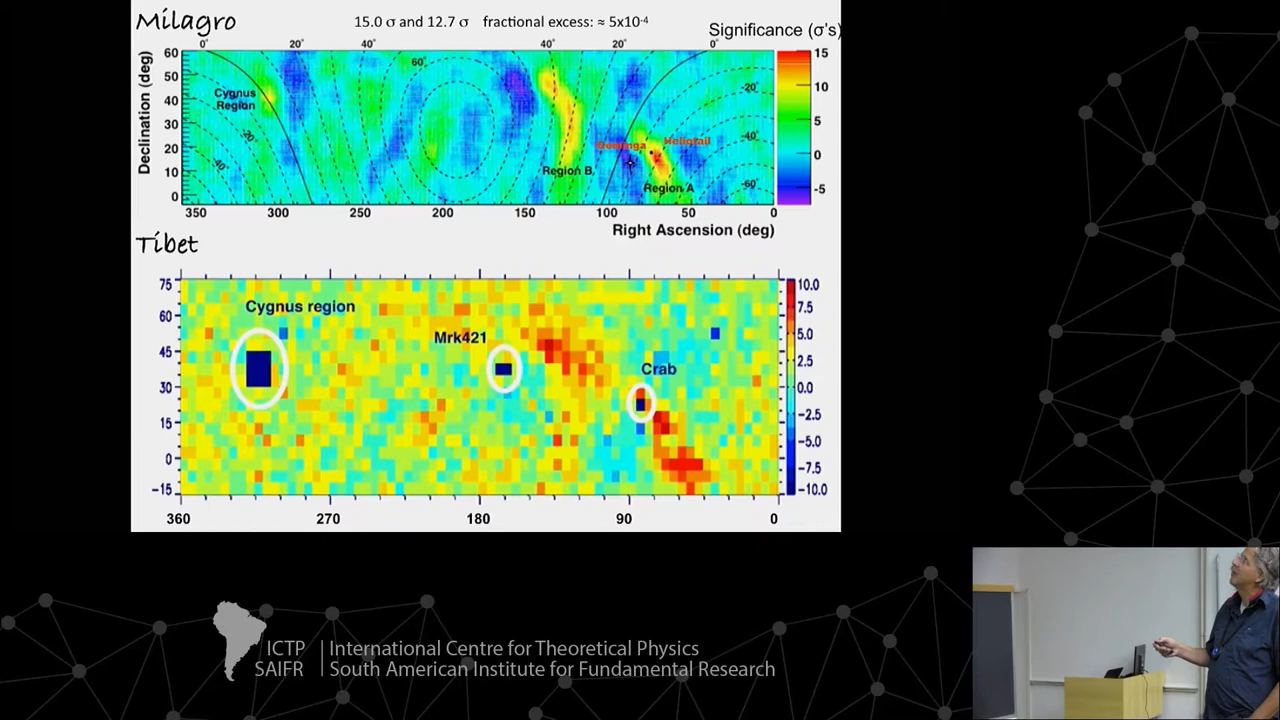 Milagro
15.0 σ and 12.7 σ fractional excess: ≈ 5x10-4
Significance (σ's)
0° 20° 40° 40° 20° 0°
60 50 40 30 20 10 0
Declination (deg)
Cygnus
Region
60°
-20
-40
-20°
-40°
-60
Geminga
Heliotail
Region B
Region A
15
10
5
0
-5
350 300 250 200 150 100 50 0
Right Ascension (deg)
Tibet
75
60
45
30
15
0
-15
Cygnus region
Mrk421
Crab
10.0
7.5
5.0
2.5
0.0
-2.5
-5.0
-7.5
-10.0
360 270 180 90 0
ICTP
SAIFR
International Centre for Theoretical Physics
South American Institute for Fundamental Research